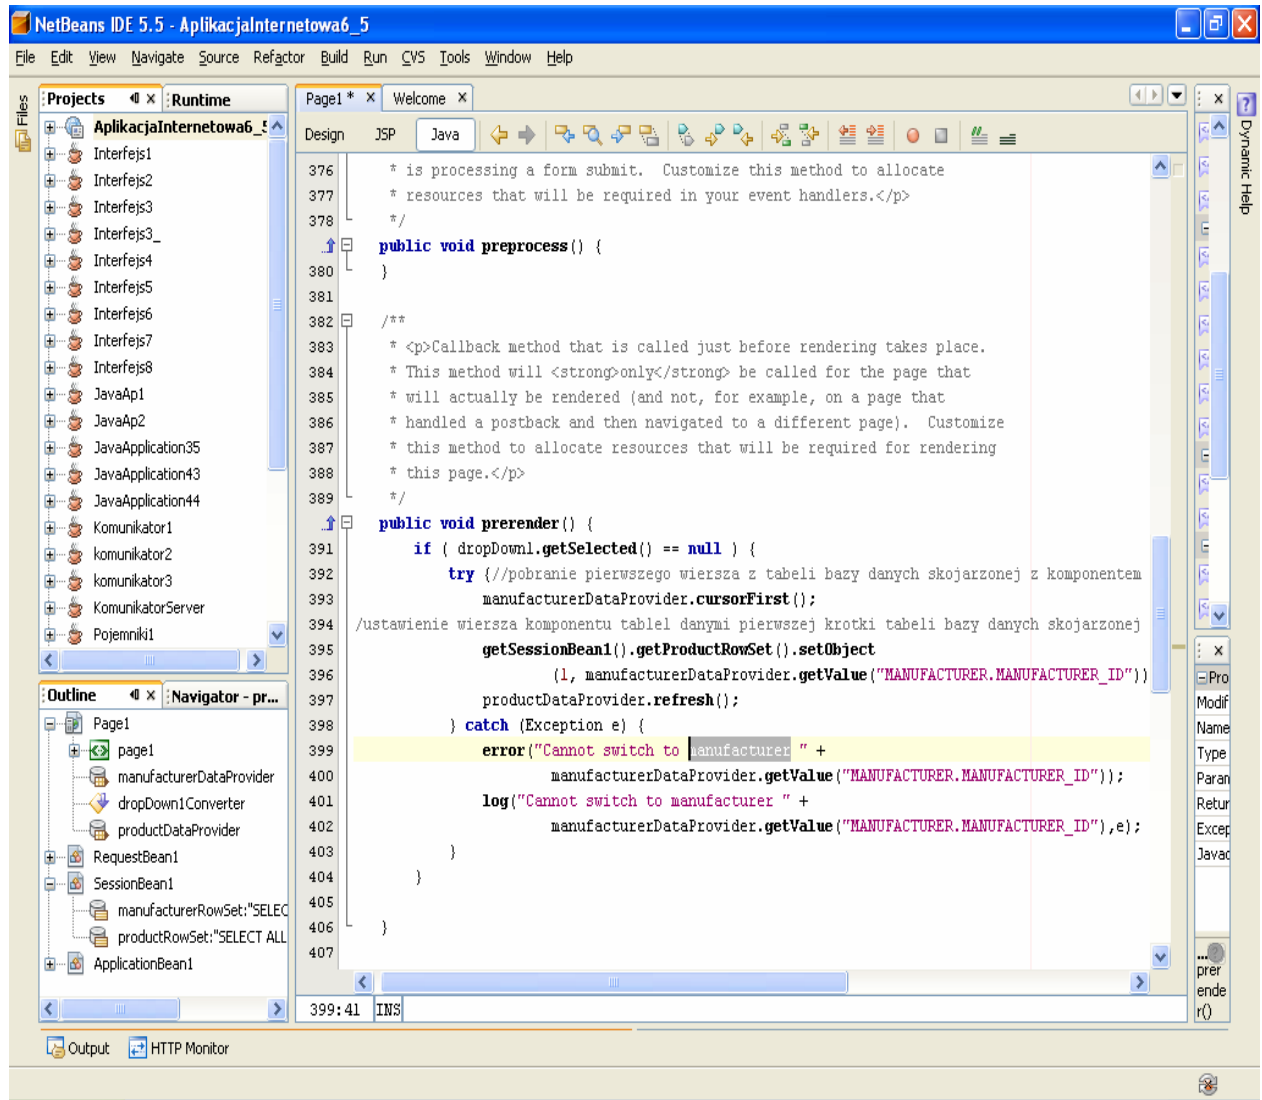 NetBeans IDE 5.5 - AplikacjaInternetowa6_5
File Edit View Navigate Source Refactor Build Run CVS Tools Window Help
Files
Projects
Runtime
AplikacjaInternetowa6_5
Interfejs1
Interfejs2
Interfejs3
Interfejs3_
Interfejs4
Interfejs5
Interfejs6
Interfejs7
Interfejs8
JavaAp1
JavaAp2
JavaApplication35
JavaApplication43
JavaApplication44
Komunikator1
komunikator2
komunikator3
KomunikatorServer
Pojemniki1
Outline
Navigator - pr...
Page1
page1
manufacturerDataProvider
dropDown1Converter
productDataProvider
RequestBean1
SessionBean1
manufacturerRowSet:"SELEC
productRowSet:"SELECT ALL
ApplicationBean1
Page1 * x Welcome x
Design JSP Java
376 * is processing a form submit.  Customize this method to allocate
377 * resources that will be required in your event handlers.</p>
378 */
public void preprocess() {
380 }
381
382 /**
383 * <p>Callback method that is called just before rendering takes place.
384 * This method will <strong>only</strong> be called for the page that
385 * will actually be rendered (and not, for example, on a page that
386 * handled a postback and then navigated to a different page).  Customize
387 * this method to allocate resources that will be required for rendering
388 * this page.</p>
389 */
public void prerender() {
391 if ( dropDown1.getSelected() == null ) {
392 try {//pobranie pierwszego wiersza z tabeli bazy danych skojarzonej z komponentem
393 manufacturerDataProvider.cursorFirst();
394 /ustawienie wiersza komponentu table1 danymi pierwszej krotki tabeli bazy danych skojarzonej
395 getSessionBean1().getProductRowSet().setObject
396 (1, manufacturerDataProvider.getValue("MANUFACTURER.MANUFACTURER_ID"))
397 productDataProvider.refresh();
398 } catch (Exception e) {
399 error("Cannot switch to manufacturer " +
400 manufacturerDataProvider.getValue("MANUFACTURER.MANUFACTURER_ID"));
401 log("Cannot switch to manufacturer " +
402 manufacturerDataProvider.getValue("MANUFACTURER.MANUFACTURER_ID"),e);
403 }
404 }
405
406 }
407
399:41 INS
Dynamic Help
Pro
Modif
Name
Type
Paran
Retur
Excep
Javac
...
prer
ende
r()
Output HTTP Monitor